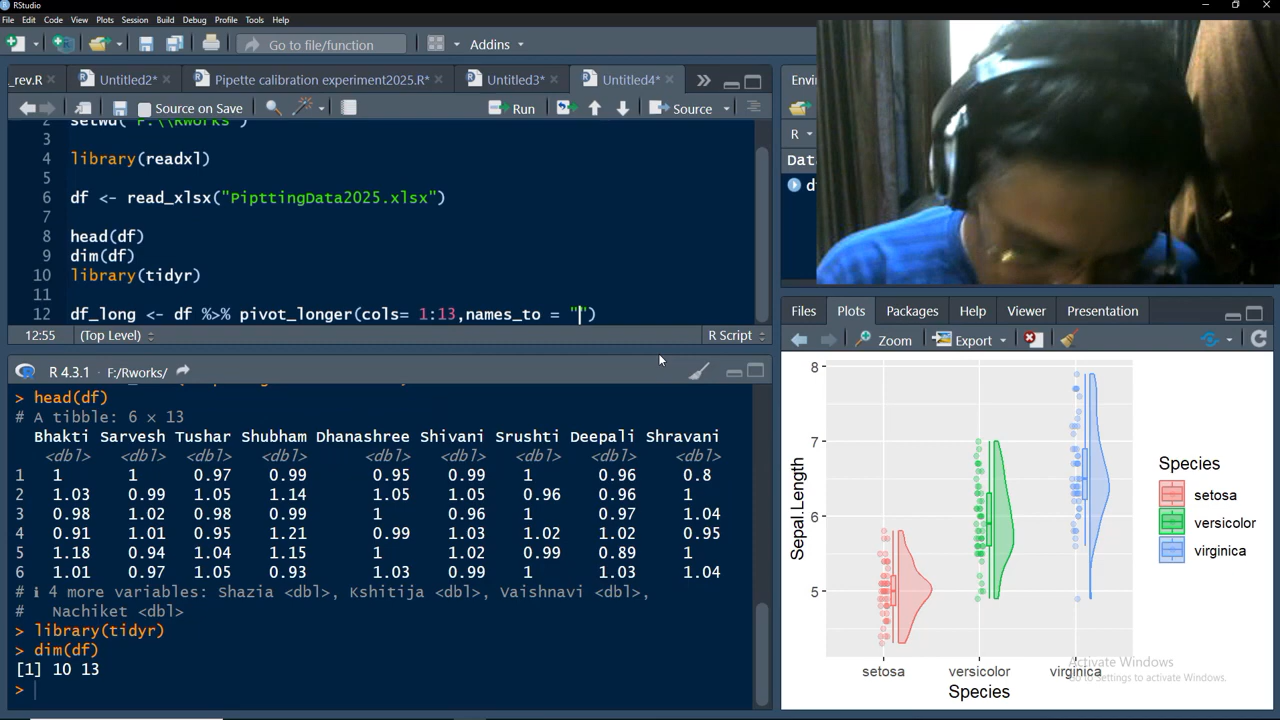 RStudio
File Edit Code View Plots Session Build Debug Profile Tools Help
Go to file/function Addins
_rev.R Untitled2* Pipette calibration experiment2025.R* Untitled3* Untitled4*
Source on Save Run Source
2 setwd("F:\\RWorks")
3
4 library(readxl)
5
6 df <- read_xlsx("PipttingData2025.xlsx")
7
8 head(df)
9 dim(df)
10 library(tidyr)
11
12 df_long <- df %>% pivot_longer(cols= 1:13,names_to = "")
12:55 (Top Level) R Script
R 4.3.1 · F:/Rworks/
> head(df)
# A tibble: 6 × 13
Bhakti Sarvesh Tushar Shubham Dhanashree Shivani Srushti Deepali Shravani
<dbl> <dbl> <dbl> <dbl> <dbl> <dbl> <dbl> <dbl> <dbl>
1 1 1 0.97 0.99 0.95 0.99 1 0.96 0.8
2 1.03 0.99 1.05 1.14 1.05 1.05 0.96 0.96 1
3 0.98 1.02 0.98 0.99 1 0.96 1 0.97 1.04
4 0.91 1.01 0.95 1.21 0.99 1.03 1.02 1.02 0.95
5 1.18 0.94 1.04 1.15 1 1.02 0.99 0.89 1
6 1.01 0.97 1.05 0.93 1.03 0.99 1 1.03 1.04
# ℹ 4 more variables: Shazia <dbl>, Kshitija <dbl>, Vaishnavi <dbl>,
# Nachiket <dbl>
> library(tidyr)
> dim(df)
[1] 10 13
>
Envi
R
Data
Files Plots Packages Help Viewer Presentation
Zoom Export
8
7
6
5
Sepal.Length
setosa versicolor virginica
Species
Species
setosa
versicolor
virginica
Activate Windows
Go to Settings to activate Windows.